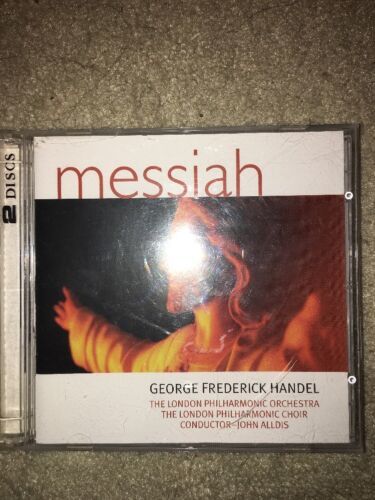 2 DISCS
messiah
GEORGE FREDERICK HANDEL
THE LONDON PHILHARMONIC ORCHESTRA
THE LONDON PHILHARMONIC CHOIR
CONDUCTOR-JOHN ALLDIS